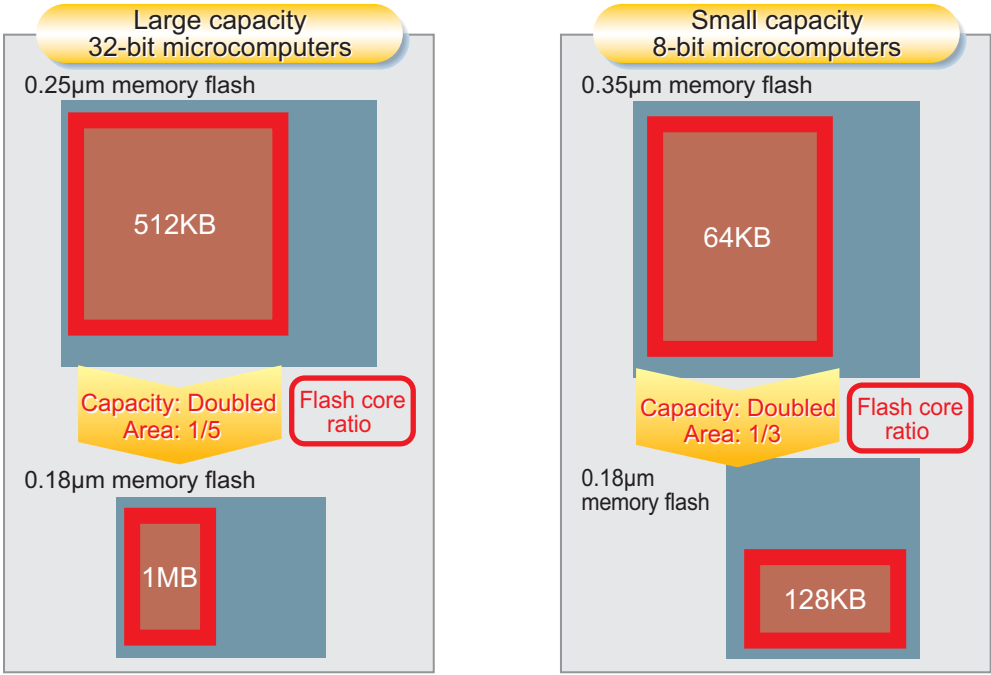 Large capacity
32-bit microcomputers
0.25µm memory flash
512KB
Capacity: Doubled
Area: 1/5
Flash core
ratio
0.18µm memory flash
1MB
Small capacity
8-bit microcomputers
0.35µm memory flash
64KB
Capacity: Doubled
Area: 1/3
Flash core
ratio
0.18µm
memory flash
128KB